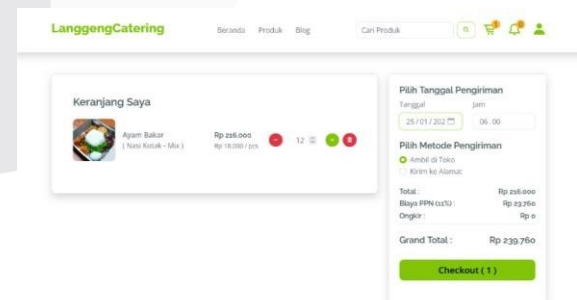 LanggengCatering
Beranda Produk Blog
Cari Produk
Keranjang Saya
Ayam Bakar
( Nasi Kotak - Mix )
Rp 216.000
Rp 18.000 / pcs
12
Pilih Tanggal Pengiriman
Tanggal Jam
25/01/202 06.00
Pilih Metode Pengiriman
Ambil di Toko
Kirim ke Alamat
Total : Rp 216.000
Biaya PPN (11%) : Rp 23.760
Ongkir : Rp 0
Grand Total : Rp 239.760
Checkout ( 1 )